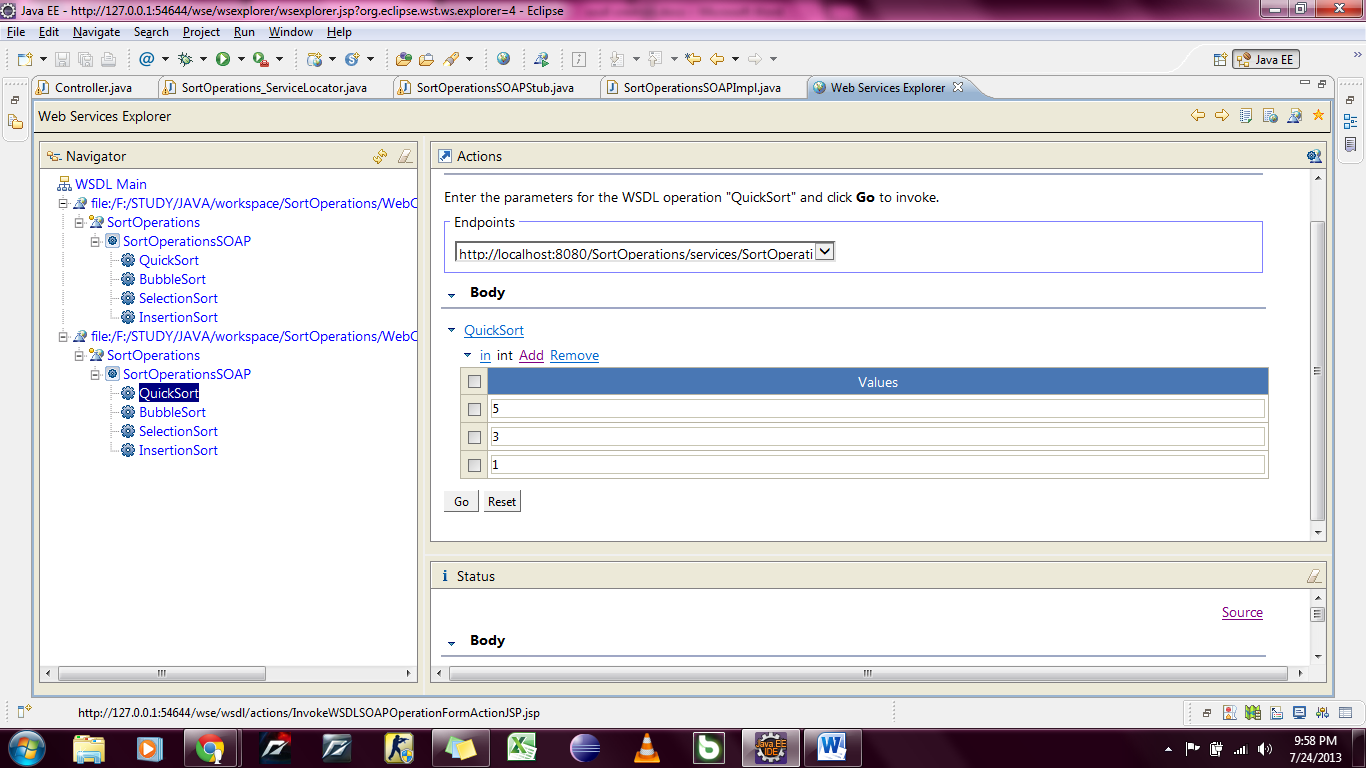 Java EE - http://127.0.0.1:54644/wse/wsexplorer/wsexplorer.jsp?org.eclipse.wst.ws.explorer=4 - Eclipse
File Edit Navigate Search Project Run Window Help
Java EE
Controller.java SortOperations_ServiceLocator.java SortOperationsSOAPStub.java SortOperationsSOAPImpl.java Web Services Explorer
Web Services Explorer
Navigator
WSDL Main
file:/F:/STUDY/JAVA/workspace/SortOperations/WebC
SortOperations
SortOperationsSOAP
QuickSort
BubbleSort
SelectionSort
InsertionSort
file:/F:/STUDY/JAVA/workspace/SortOperations/WebC
SortOperations
SortOperationsSOAP
QuickSort
BubbleSort
SelectionSort
InsertionSort
Actions
Enter the parameters for the WSDL operation "QuickSort" and click Go to invoke.
Endpoints
http://localhost:8080/SortOperations/services/SortOperati
Body
QuickSort
in int Add Remove
Values
5
3
1
Go Reset
Status
Source
Body
http://127.0.0.1:54644/wse/wsdl/actions/InvokeWSDLSOAPOperationFormActionJSP.jsp
Java EE
IDE
9:58 PM
7/24/2013